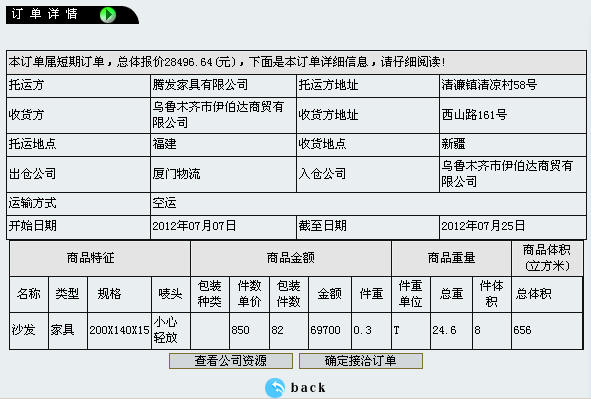 订单详情
本订单属短期订单，总体报价28496.64(元)，下面是本订单详细信息，请仔细阅读!
托运方 腾发家具有限公司 托运方地址 清濂镇清凉村58号
收货方 乌鲁木齐市伊伯达商贸有限公司 收货方地址 西山路161号
托运地点 福建 收货地点 新疆
出仓公司 厦门物流 入仓公司 乌鲁木齐市伊伯达商贸有限公司
运输方式 空运
开始日期 2012年07月07日 截至日期 2012年07月25日
商品特征 商品金额 商品重量 商品体积(立方米)
名称 类型 规格 唛头 包装种类 件数单价 包装件数 金额 件重 件重单位 总重 件体积 总体积
沙发 家具 200X140X15 小心轻放 850 82 69700 0.3 T 24.6 8 656
查看公司资源 确定接洽订单
back